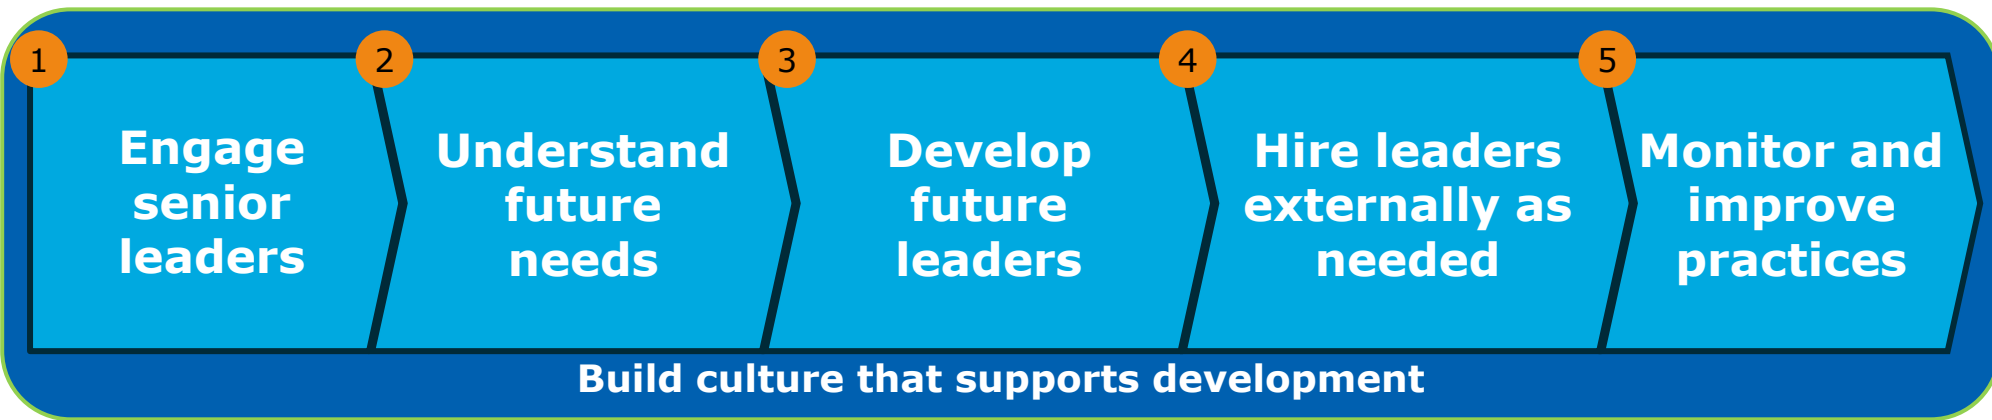 1
Engage
senior
leaders
2
Understand
future
needs
3
Develop
future
leaders
4
Hire leaders
externally as
needed
5
Monitor and
improve
practices
Build culture that supports development